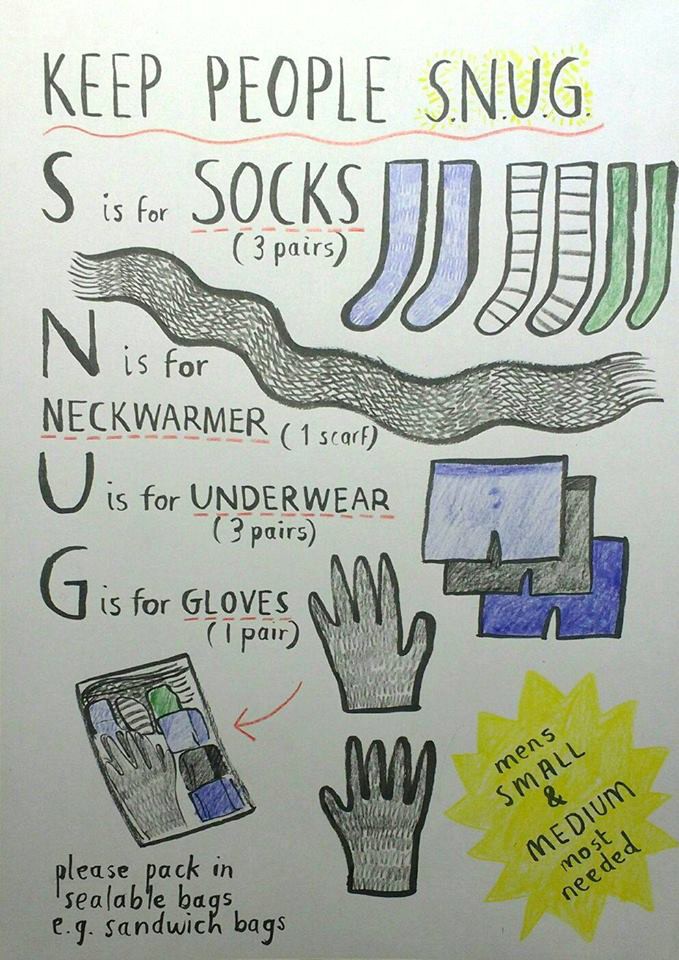 KEEP PEOPLE S.N.U.G.
S is for SOCKS
(3 pairs)
N is for
NECKWARMER (1 scarf)
U is for UNDERWEAR
(3 pairs)
G is for GLOVES
(1 pair)
mens
SMALL
&
MEDIUM
most
needed
please pack in
sealable bags
e.g. sandwich bags